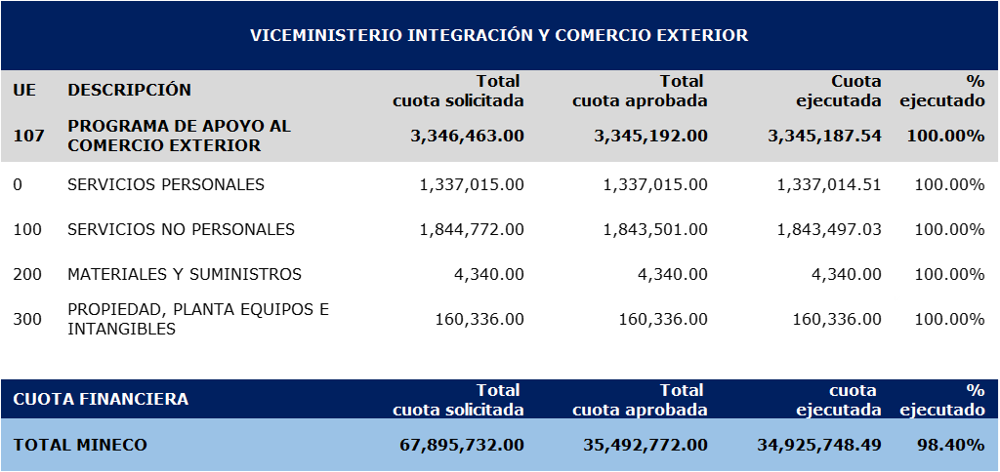 VICEMINISTERIO INTEGRACIÓN Y COMERCIO EXTERIOR
UE DESCRIPCIÓN Total cuota solicitada Total cuota aprobada Cuota ejecutada % ejecutado
107 PROGRAMA DE APOYO AL COMERCIO EXTERIOR 3,346,463.00 3,345,192.00 3,345,187.54 100.00%
0 SERVICIOS PERSONALES 1,337,015.00 1,337,015.00 1,337,014.51 100.00%
100 SERVICIOS NO PERSONALES 1,844,772.00 1,843,501.00 1,843,497.03 100.00%
200 MATERIALES Y SUMINISTROS 4,340.00 4,340.00 4,340.00 100.00%
300 PROPIEDAD, PLANTA EQUIPOS E INTANGIBLES 160,336.00 160,336.00 160,336.00 100.00%
CUOTA FINANCIERA Total cuota solicitada Total cuota aprobada cuota ejecutada % ejecutado
TOTAL MINECO 67,895,732.00 35,492,772.00 34,925,748.49 98.40%